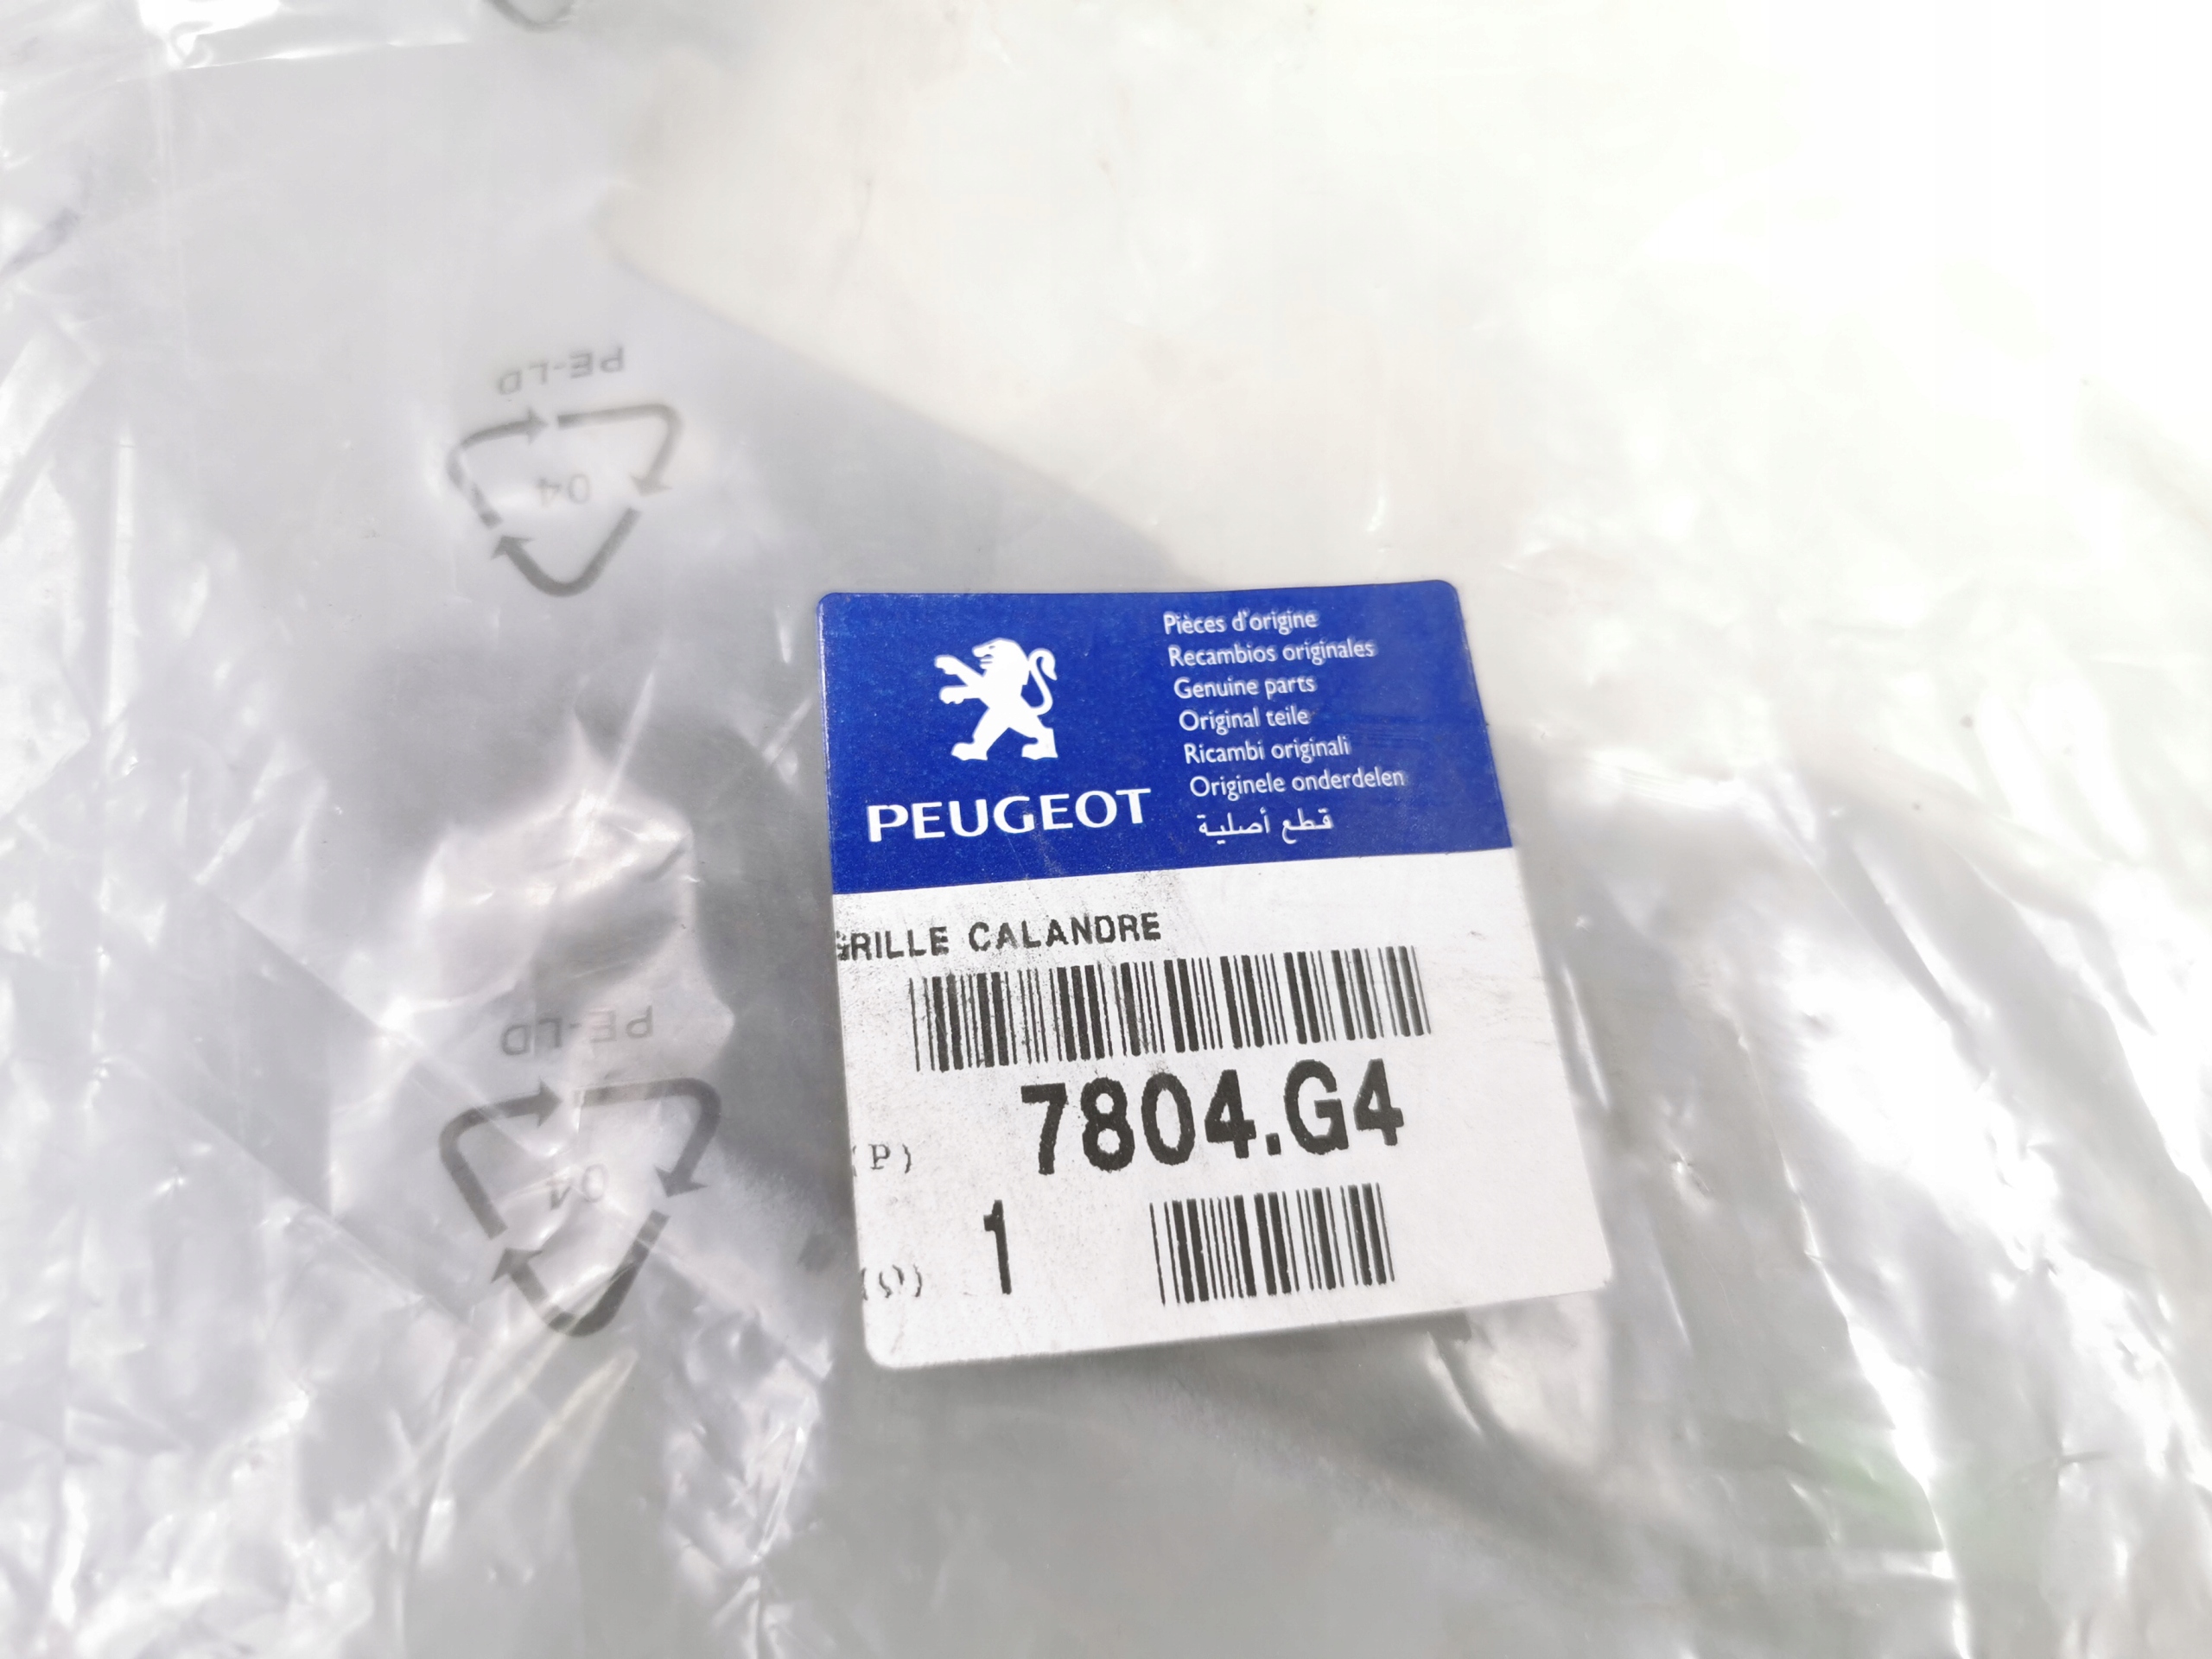 PE-LD
04
PEUGEOT
Pièces d'origine
Recambios originales
Genuine parts
Original teile
Ricambi originali
Originele onderdelen
قطع أصلية
GRILLE CALANDRE
7804.G4
(P)
(Q) 1
PE-LD
04